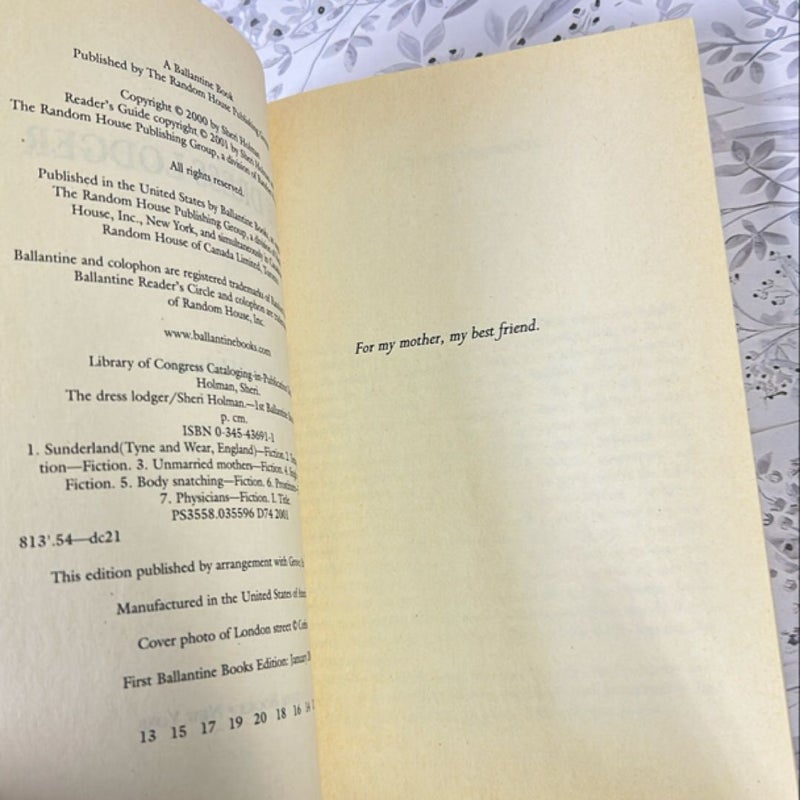 A Ballantine Book
Published by The Random House Publishing
Copyright © 2000 by Sheri Holman
Reader's Guide copyright © 2001 by Sheri
The Random House Publishing Group, a division of
All rights reserved.
Published in the United States by Ballantine Books,
The Random House Publishing Group, a division of
House, Inc., New York, and simultaneously in
Random House of Canada Limited,
Ballantine and colophon are registered trademarks of
Ballantine Reader's Circle and colophon are
of Random House, Inc.
www.ballantinebooks.com
Library of Congress Cataloging-in-Publication
Holman, Sheri.
The dress lodger/Sheri Holman.—1st Ballantine
p. cm.
ISBN 0-345-43691-1
1. Sunderland(Tyne and Wear, England)—Fiction. 2.
tion—Fiction. 3. Unmarried mothers—Fiction. 4.
Fiction. 5. Body snatching—Fiction. 6.
7. Physicians—Fiction. I. Title.
PS3558.035596 D74 2001
813'.54—dc21
This edition published by arrangement with
Manufactured in the United States of
Cover photo of London street ©
First Ballantine Books Edition: January
13 15 17 19 20 18 16
For my mother, my best friend.